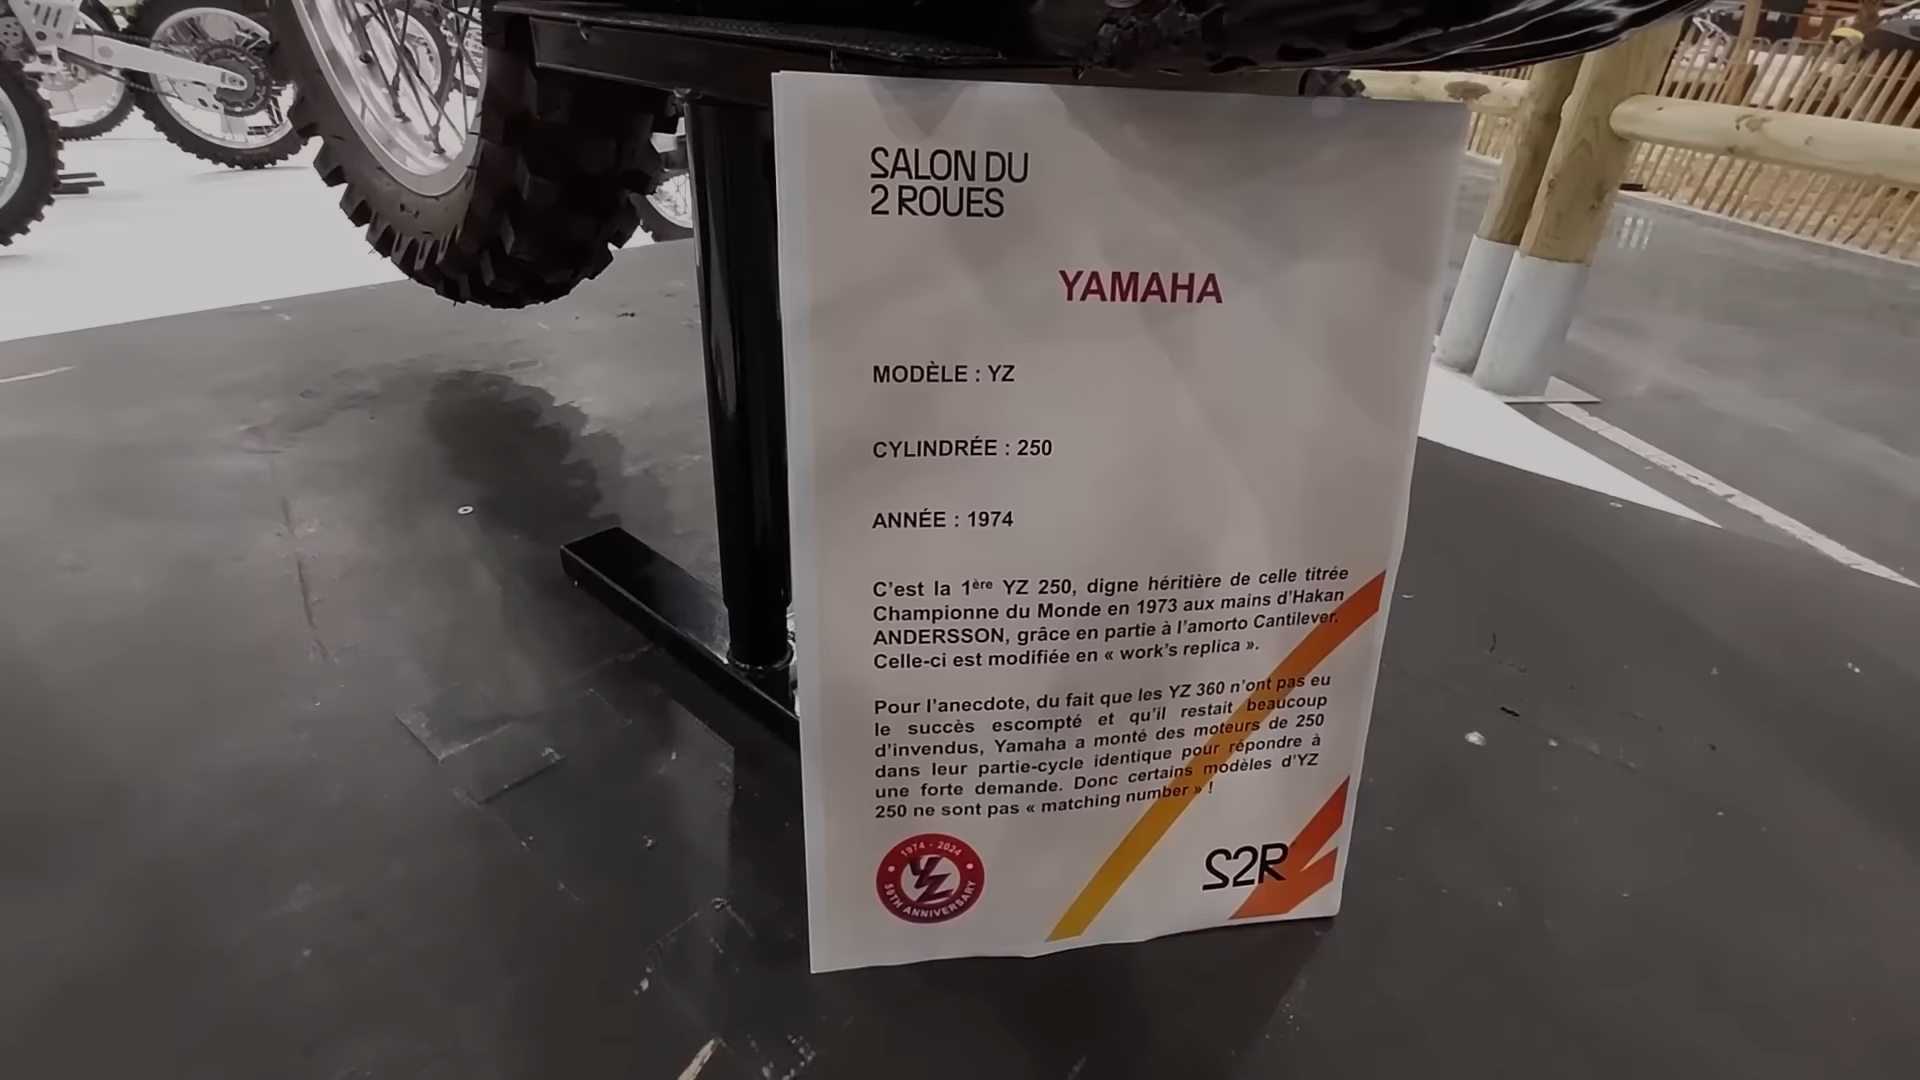 SALON DU
2 ROUES
YAMAHA
MODÈLE : YZ
CYLINDRÉE : 250
ANNÉE : 1974
C’est la 1ère YZ 250, digne héritière de celle titrée
Championne du Monde en 1973 aux mains d’Hakan
ANDERSSON, grâce en partie à l’amorto Cantilever.
Celle-ci est modifiée en « work’s replica ».
Pour l’anecdote, du fait que les YZ 360 n’ont pas eu
le succès escompté et qu’il restait beaucoup
d’invendus, Yamaha a monté des moteurs de 250
dans leur partie-cycle identique pour répondre à
une forte demande. Donc certains modèles d’YZ
250 ne sont pas « matching number » !
1974 - 2024
YZ
50TH ANNIVERSARY
S2R